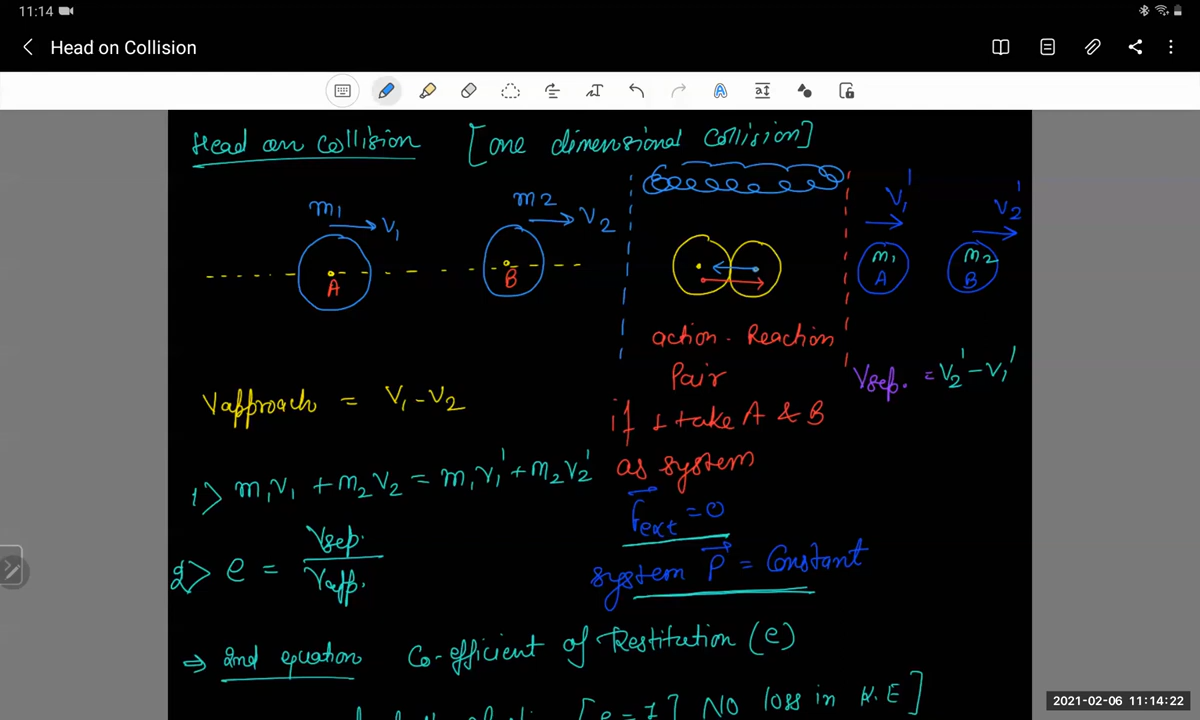 11:14
Head on Collision
Head on Collision [one dimensional Collision]
m1 V1
m2 V2
A
B
V1' V2'
m1 A
m2 B
action - Reaction
Pair
Vsep. = V2' - V1'
Vapproach = V1 - V2
if I take A & B
as system
1> m1V1 + m2V2 = m1V1' + m2V2'
Fext = 0
2> e = Vsep. / Vapp.
system P = Constant
⇒ 2nd equation Co-efficient of Restitution (e)
[e = 1] NO loss in K.E]
2021-02-06 11:14:22